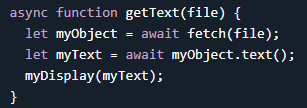 async function getText(file) {
  let myObject = await fetch(file);
  let myText = await myObject.text();
  myDisplay(myText);
}